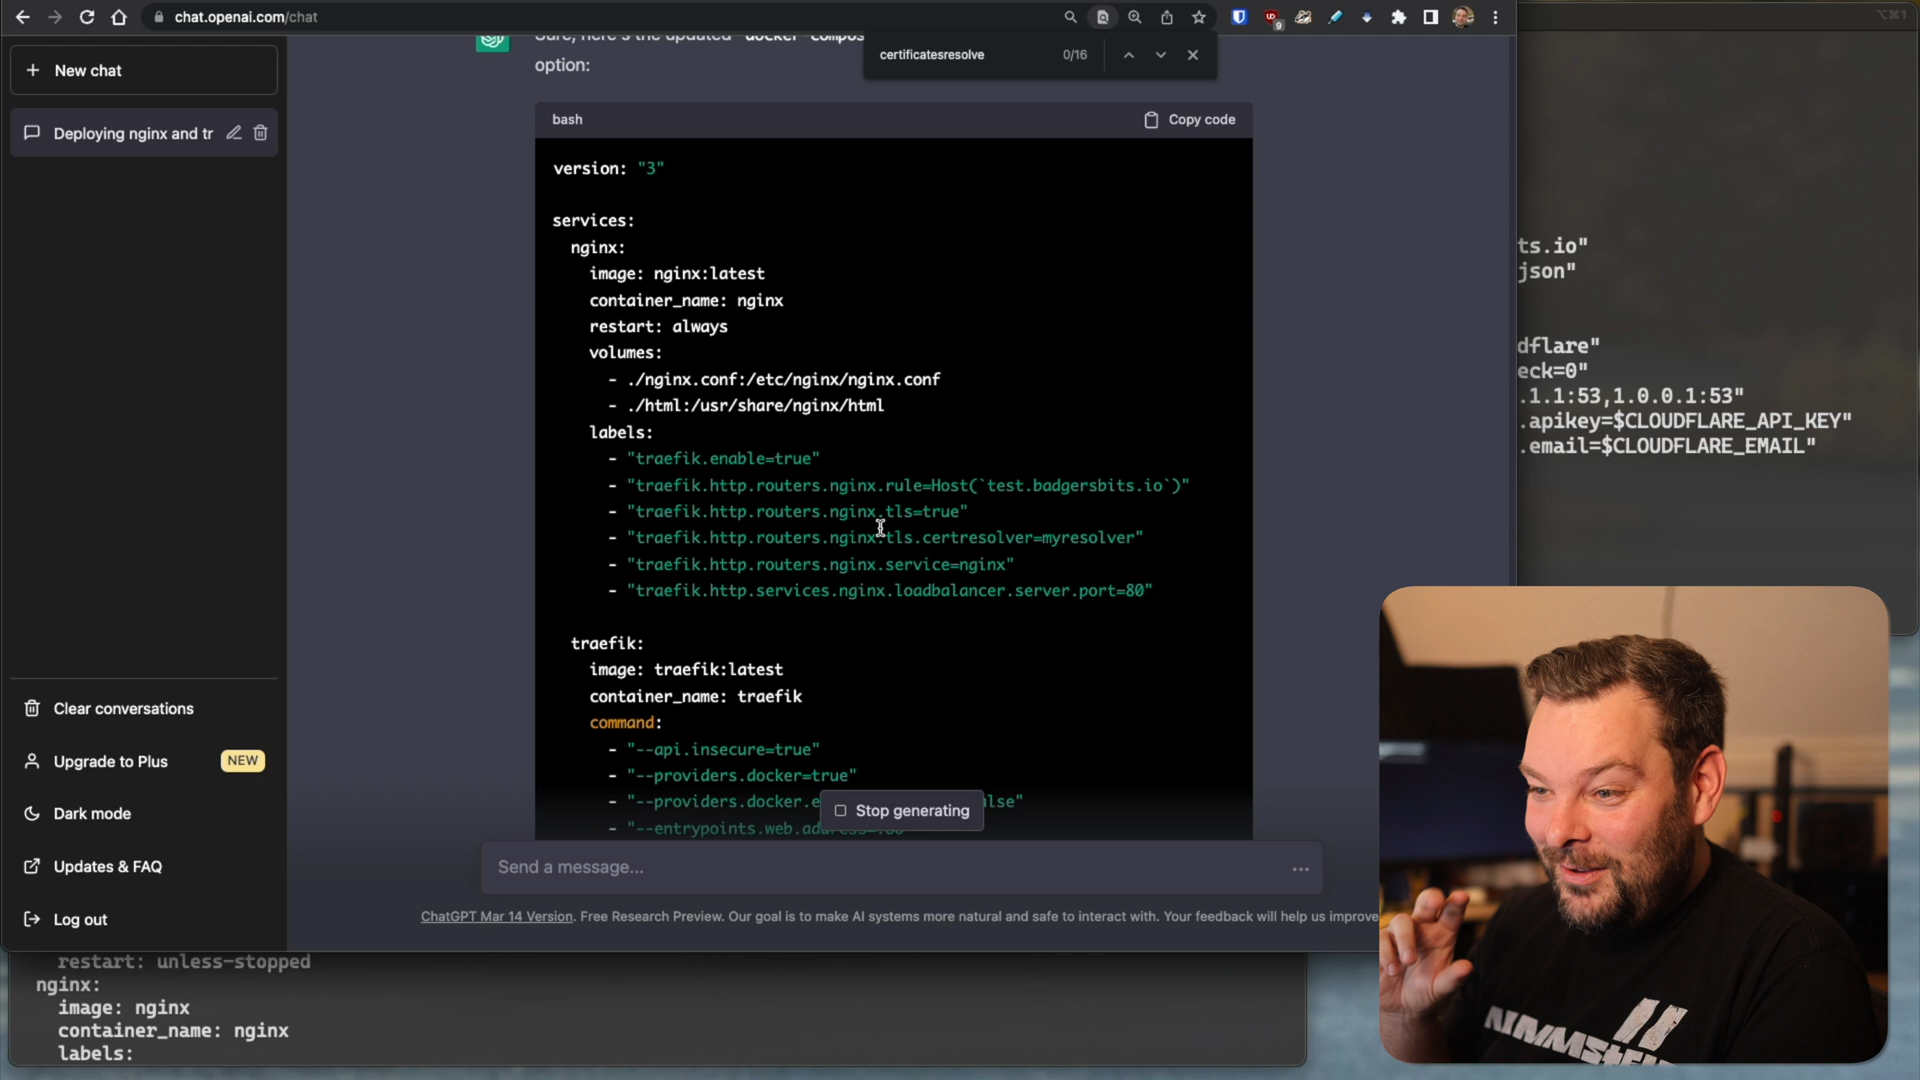 chat.openai.com/chat
9
⌥⌘1
certificatesresolve 0/16
New chat
Deploying nginx and tr
option:
bash
Copy code
version: "3"
services:
nginx:
image: nginx:latest
container_name: nginx
restart: always
volumes:
- ./nginx.conf:/etc/nginx/nginx.conf
- ./html:/usr/share/nginx/html
labels:
- "traefik.enable=true"
- "traefik.http.routers.nginx.rule=Host(`test.badgersbits.io`)"
- "traefik.http.routers.nginx.tls=true"
- "traefik.http.routers.nginx.tls.certresolver=myresolver"
- "traefik.http.routers.nginx.service=nginx"
- "traefik.http.services.nginx.loadbalancer.server.port=80"
traefik:
image: traefik:latest
container_name: traefik
command:
- "--api.insecure=true"
- "--providers.docker=true"
- "--providers.docker.e lse"
- "--entrypoints.web.address=:80"
Stop generating
Send a message...
ChatGPT Mar 14 Version. Free Research Preview. Our goal is to make AI systems more natural and safe to interact with. Your feedback will help us improve
Clear conversations
Upgrade to Plus NEW
Dark mode
Updates & FAQ
Log out
ts.io"
json"
dflare"
eck=0"
.1.1:53,1.0.0.1:53"
.apikey=$CLOUDFLARE_API_KEY"
.email=$CLOUDFLARE_EMAIL"
restart: unless-stopped
nginx:
image: nginx
container_name: nginx
labels: